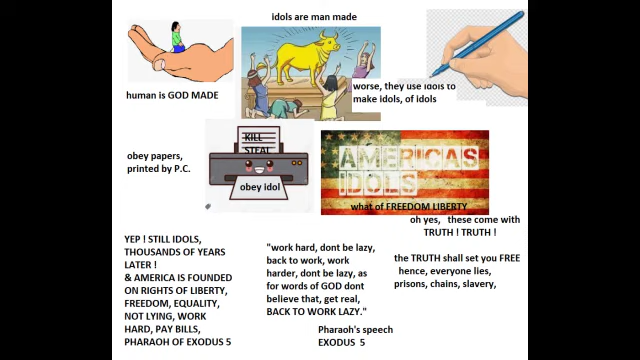 idols are man made
human is GOD MADE
worse, they use idols to
make idols, of idols
KILL
STEAL
obey papers,
printed by P.C.
obey idol
AMERICAS
IDOLS
what of FREEDOM LIBERTY
oh yes, these come with
TRUTH ! TRUTH !
YEP ! STILL IDOLS,
THOUSANDS OF YEARS
LATER !
& AMERICA IS FOUNDED
ON RIGHTS OF LIBERTY,
FREEDOM, EQUALITY,
NOT LYING, WORK
HARD, PAY BILLS,
PHARAOH OF EXODUS 5
"work hard, dont be lazy,
back to work, work
harder, dont be lazy, as
for words of GOD dont
believe that, get real,
BACK TO WORK LAZY."
Pharaoh's speech
EXODUS 5
the TRUTH shall set you FREE
hence, everyone lies,
prisons, chains, slavery,